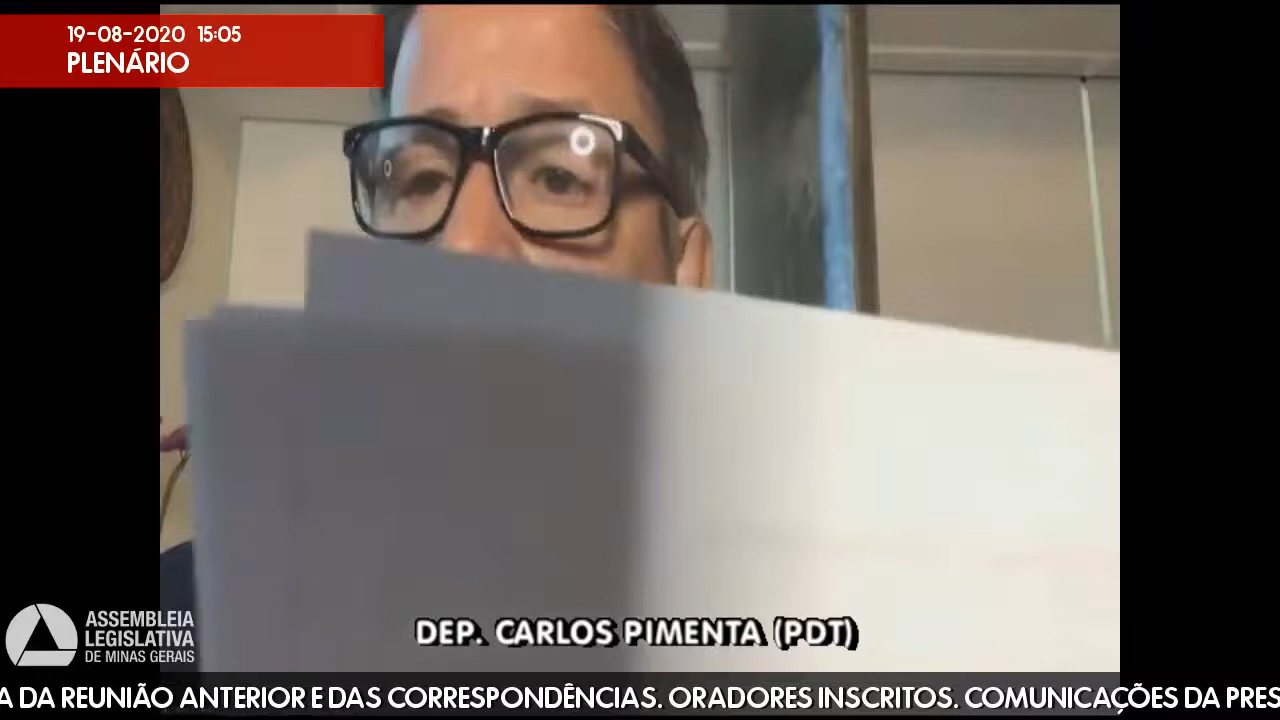 19-08-2020 15:05
PLENÁRIO
ASSEMBLEIA
LEGISLATIVA
DE MINAS GERAIS
DEP. CARLOS PIMENTA (PDT)
A DA REUNIÃO ANTERIOR E DAS CORRESPONDÊNCIAS. ORADORES INSCRITOS. COMUNICAÇÕES DA PRES